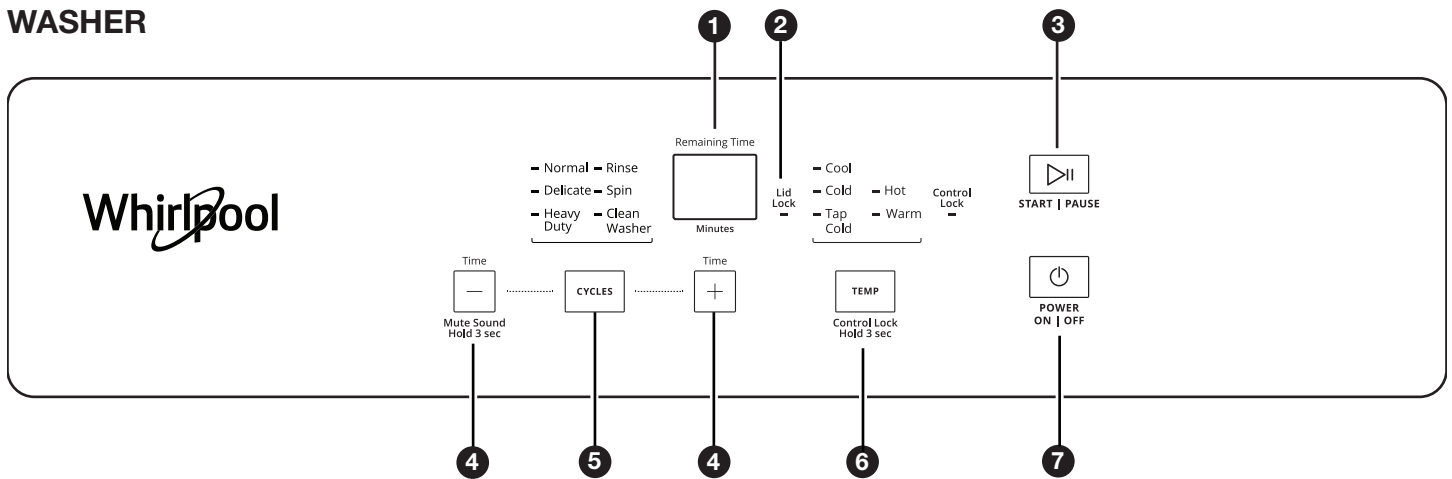 WASHER
1
2
3
Remaining Time
Normal
Rinse
Delicate
Spin
Heavy
Duty
Clean
Washer
Minutes
Lid
Lock
Cool
Cold
Hot
Tap
Cold
Warm
Control
Lock
START | PAUSE
Whirlpool
Time
−
Mute Sound
Hold 3 sec
CYCLES
Time
+
TEMP
Control Lock
Hold 3 sec
POWER
ON | OFF
4
5
4
6
7